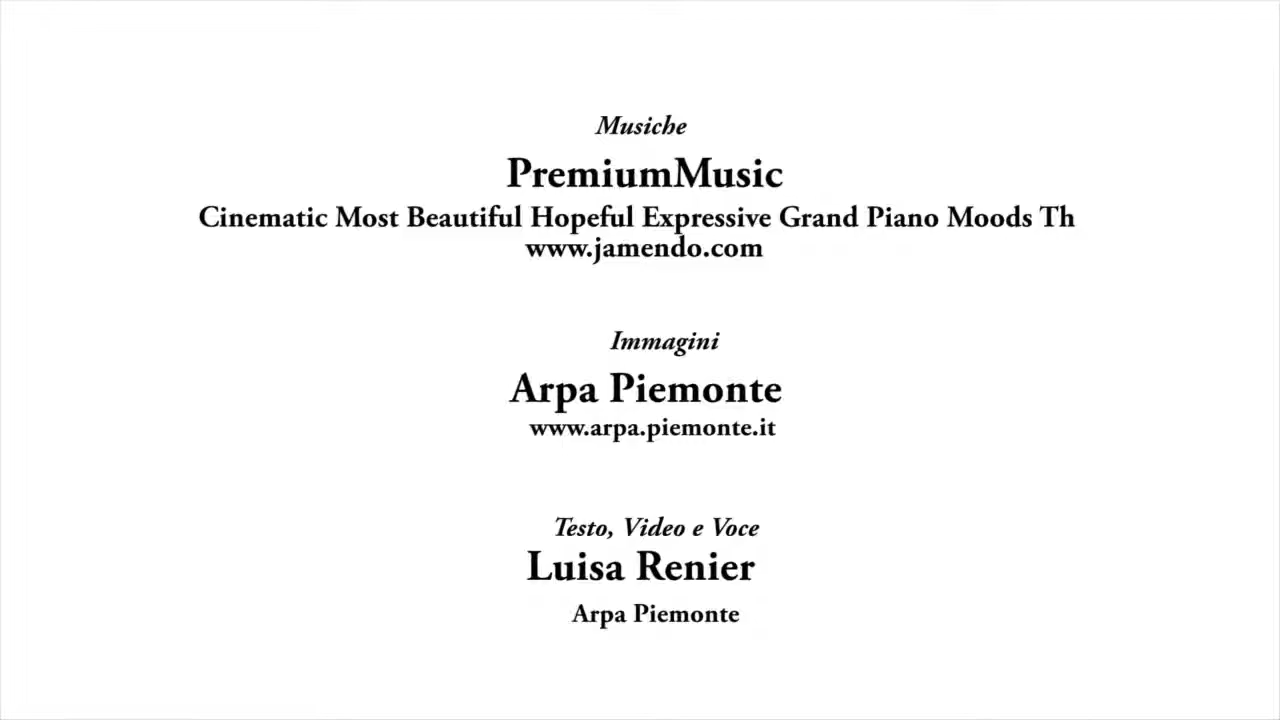 Musiche
PremiumMusic
Cinematic Most Beautiful Hopeful Expressive Grand Piano Moods Th
www.jamendo.com
Immagini
Arpa Piemonte
www.arpa.piemonte.it
Testo, Video e Voce
Luisa Renier
Arpa Piemonte